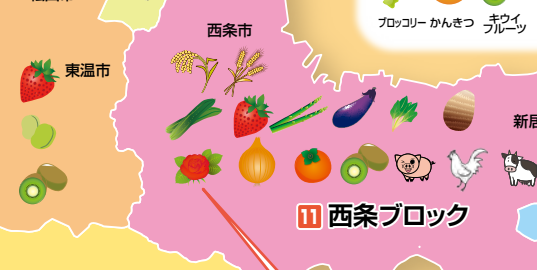 西条市
ブロッコリー かんきつ キウイ
フルーツ
東温市
新居
11 西条ブロック